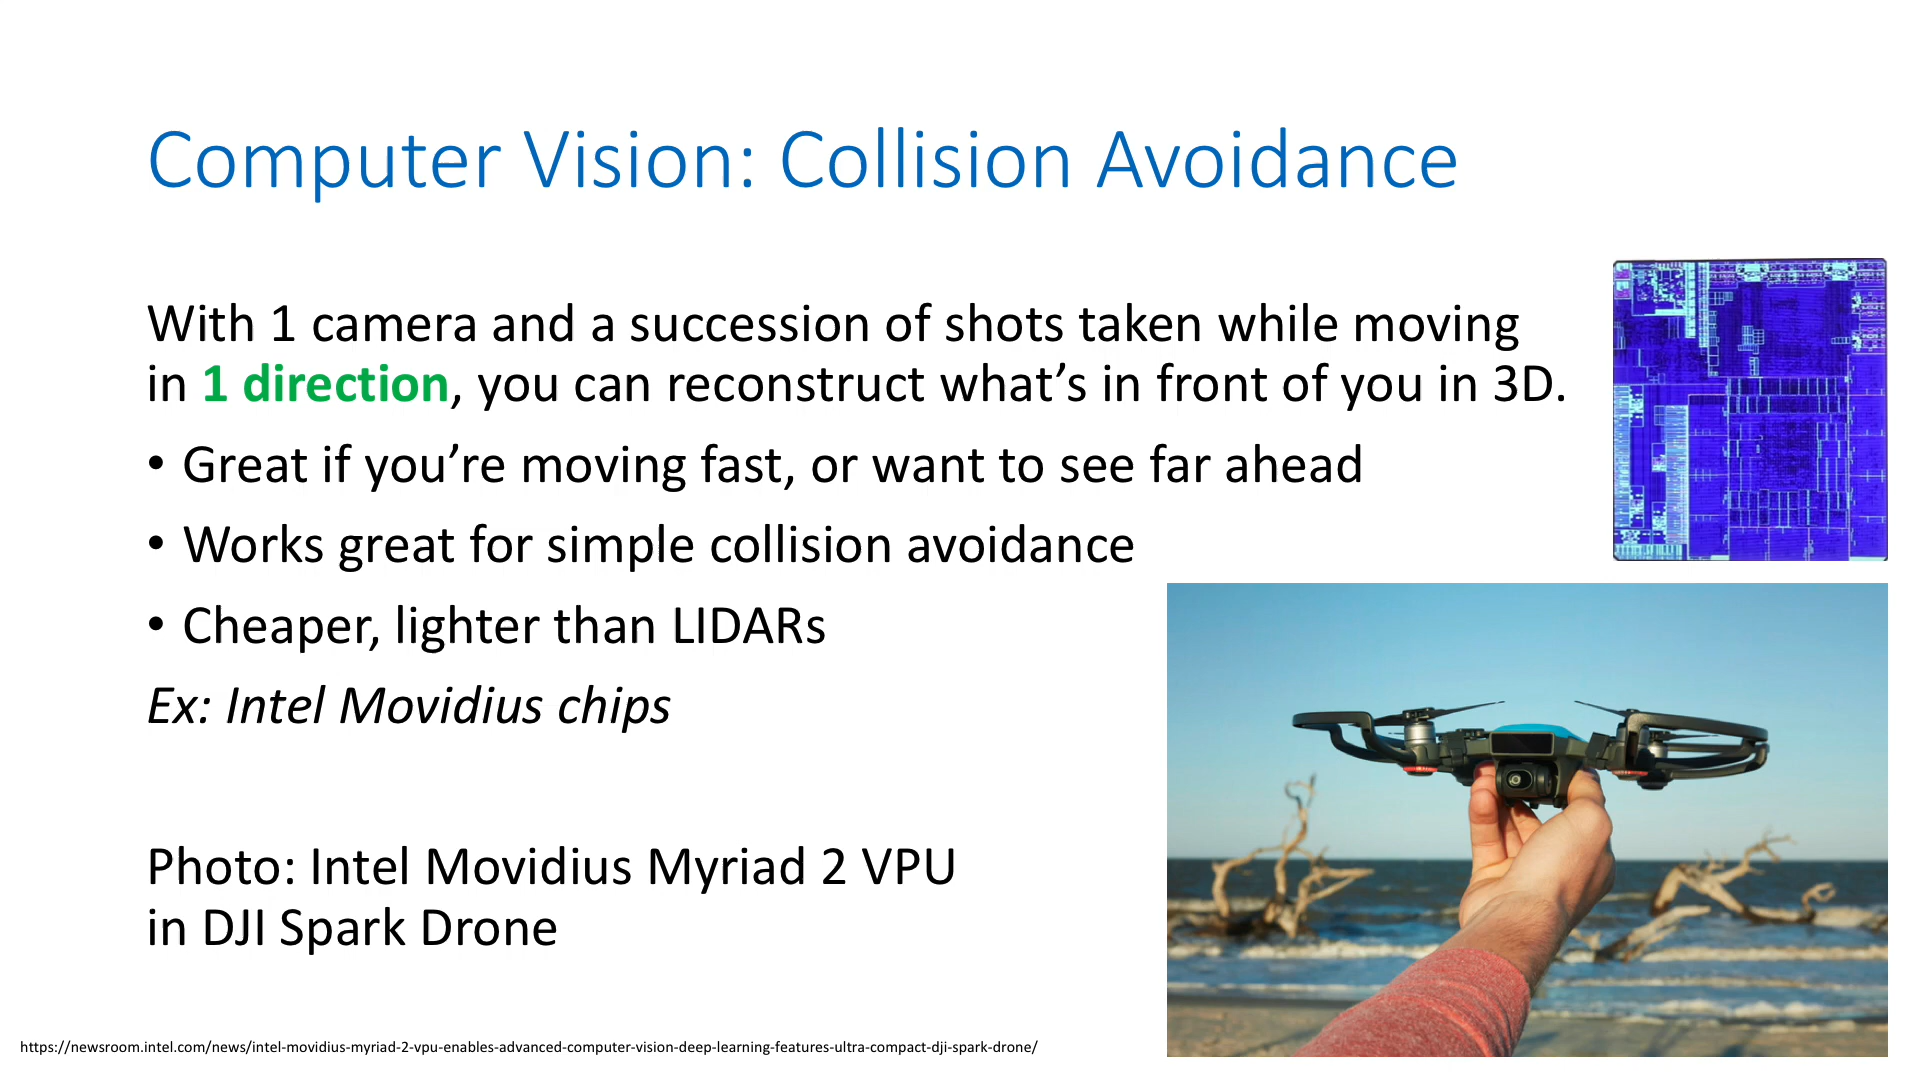 Computer Vision: Collision Avoidance
With 1 camera and a succession of shots taken while moving
in 1 direction, you can reconstruct what’s in front of you in 3D.
• Great if you’re moving fast, or want to see far ahead
• Works great for simple collision avoidance
• Cheaper, lighter than LIDARs
Ex: Intel Movidius chips
Photo: Intel Movidius Myriad 2 VPU
in DJI Spark Drone
https://newsroom.intel.com/news/intel-movidius-myriad-2-vpu-enables-advanced-computer-vision-deep-learning-features-ultra-compact-dji-spark-drone/